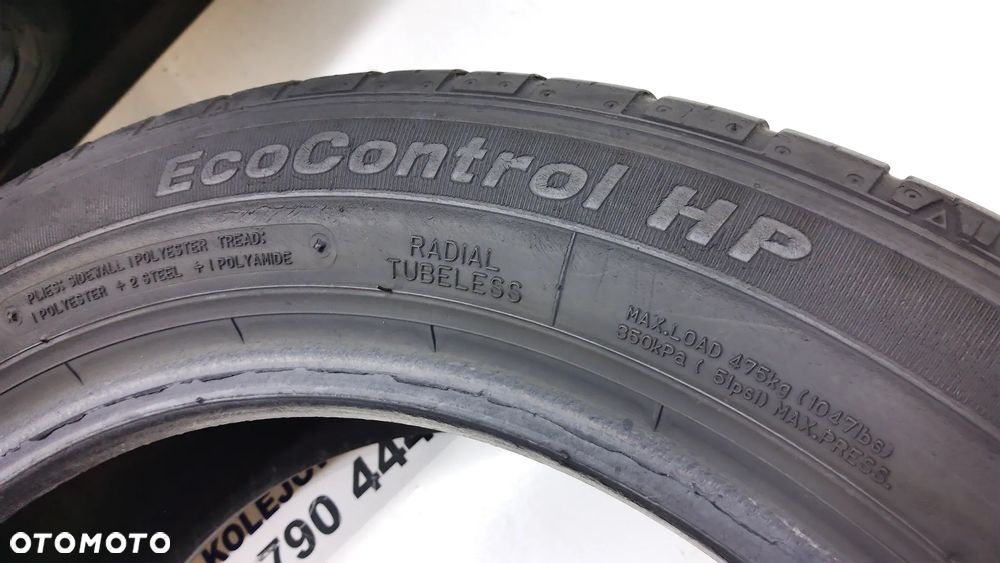 EcoControl HP
PLIES: SIDEWALL 1 POLYESTER TREAD:
1 POLYESTER + 2 STEEL + 1 POLYAMIDE
RADIAL
TUBELESS
MAX.LOAD 475kg (1047lbs)
350kPa ( 51psi) MAX.PRESS.
790 444
OTOMOTO